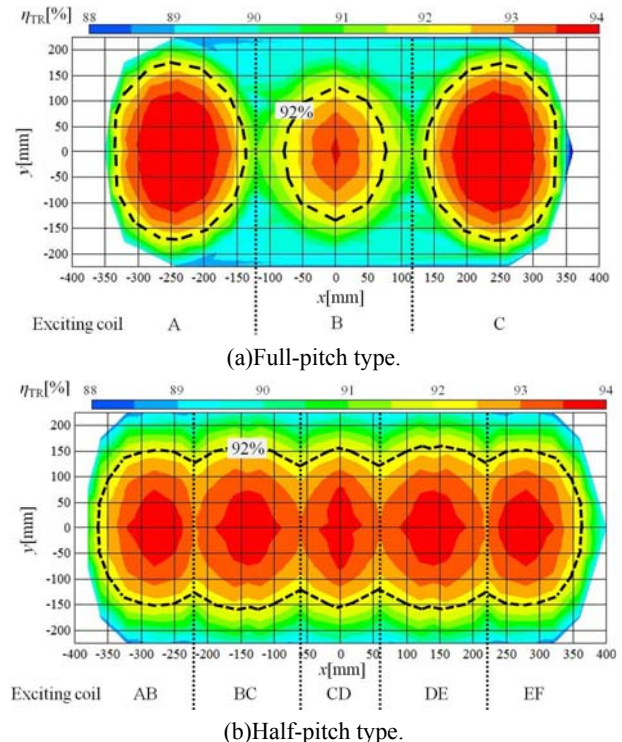 ηTR[%]
88 89 90 91 92 93 94
200
150
100
50
0
-50
-100
-150
-200
y[mm]
92%
-400 -350 -300 -250 -200 -150 -100 -50 0 50 100 150 200 250 300 350 400
x[mm]
Exciting coil A B C
(a)Full-pitch type.
ηTR[%]
88 89 90 91 92 93 94
200
150
100
50
0
-50
-100
-150
-200
y[mm]
92%
-400 -350 -300 -250 -200 -150 -100 -50 0 50 100 150 200 250 300 350 400
x[mm]
Exciting coil AB BC CD DE EF
(b)Half-pitch type.